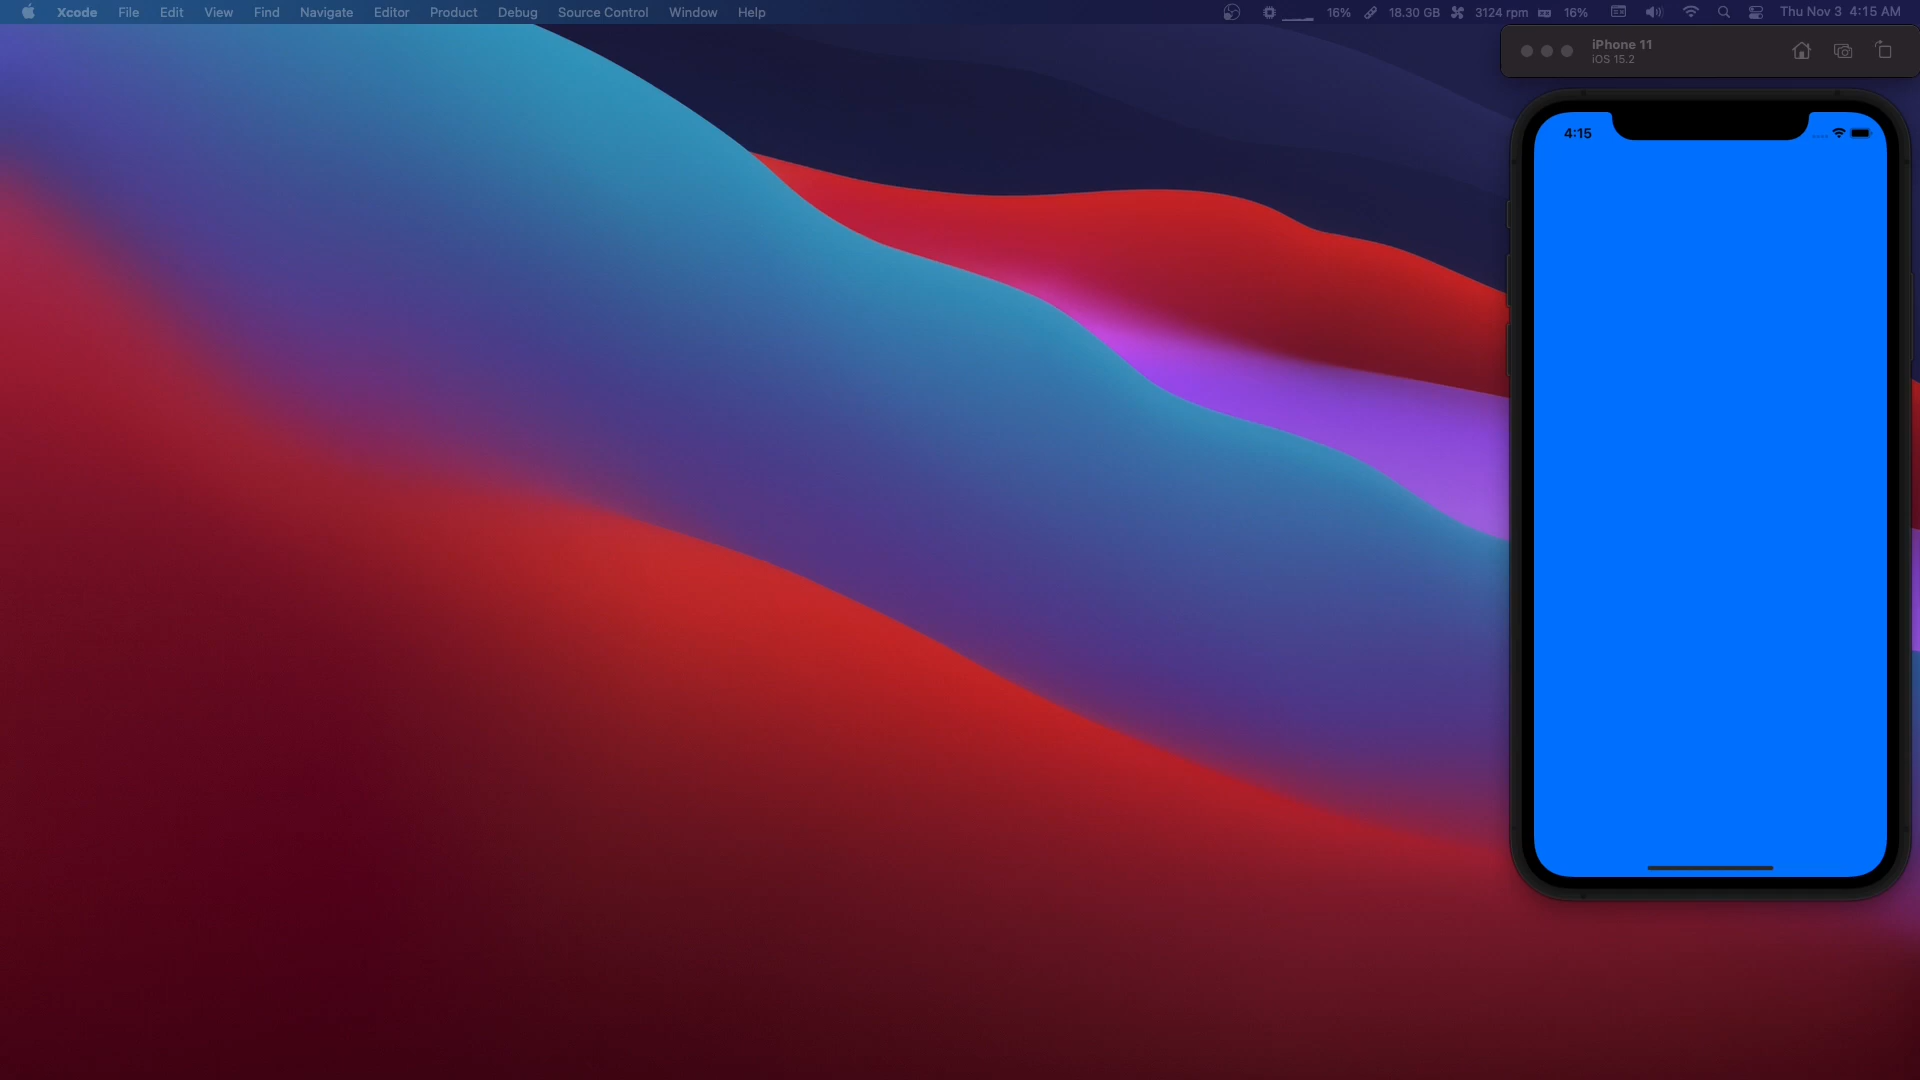 Xcode File Edit View Find Navigate Editor Product Debug Source Control Window Help 16% 18.30 GB 3124 rpm 16% Thu Nov 3 4:15 AM
iPhone 11
iOS 15.2
4:15